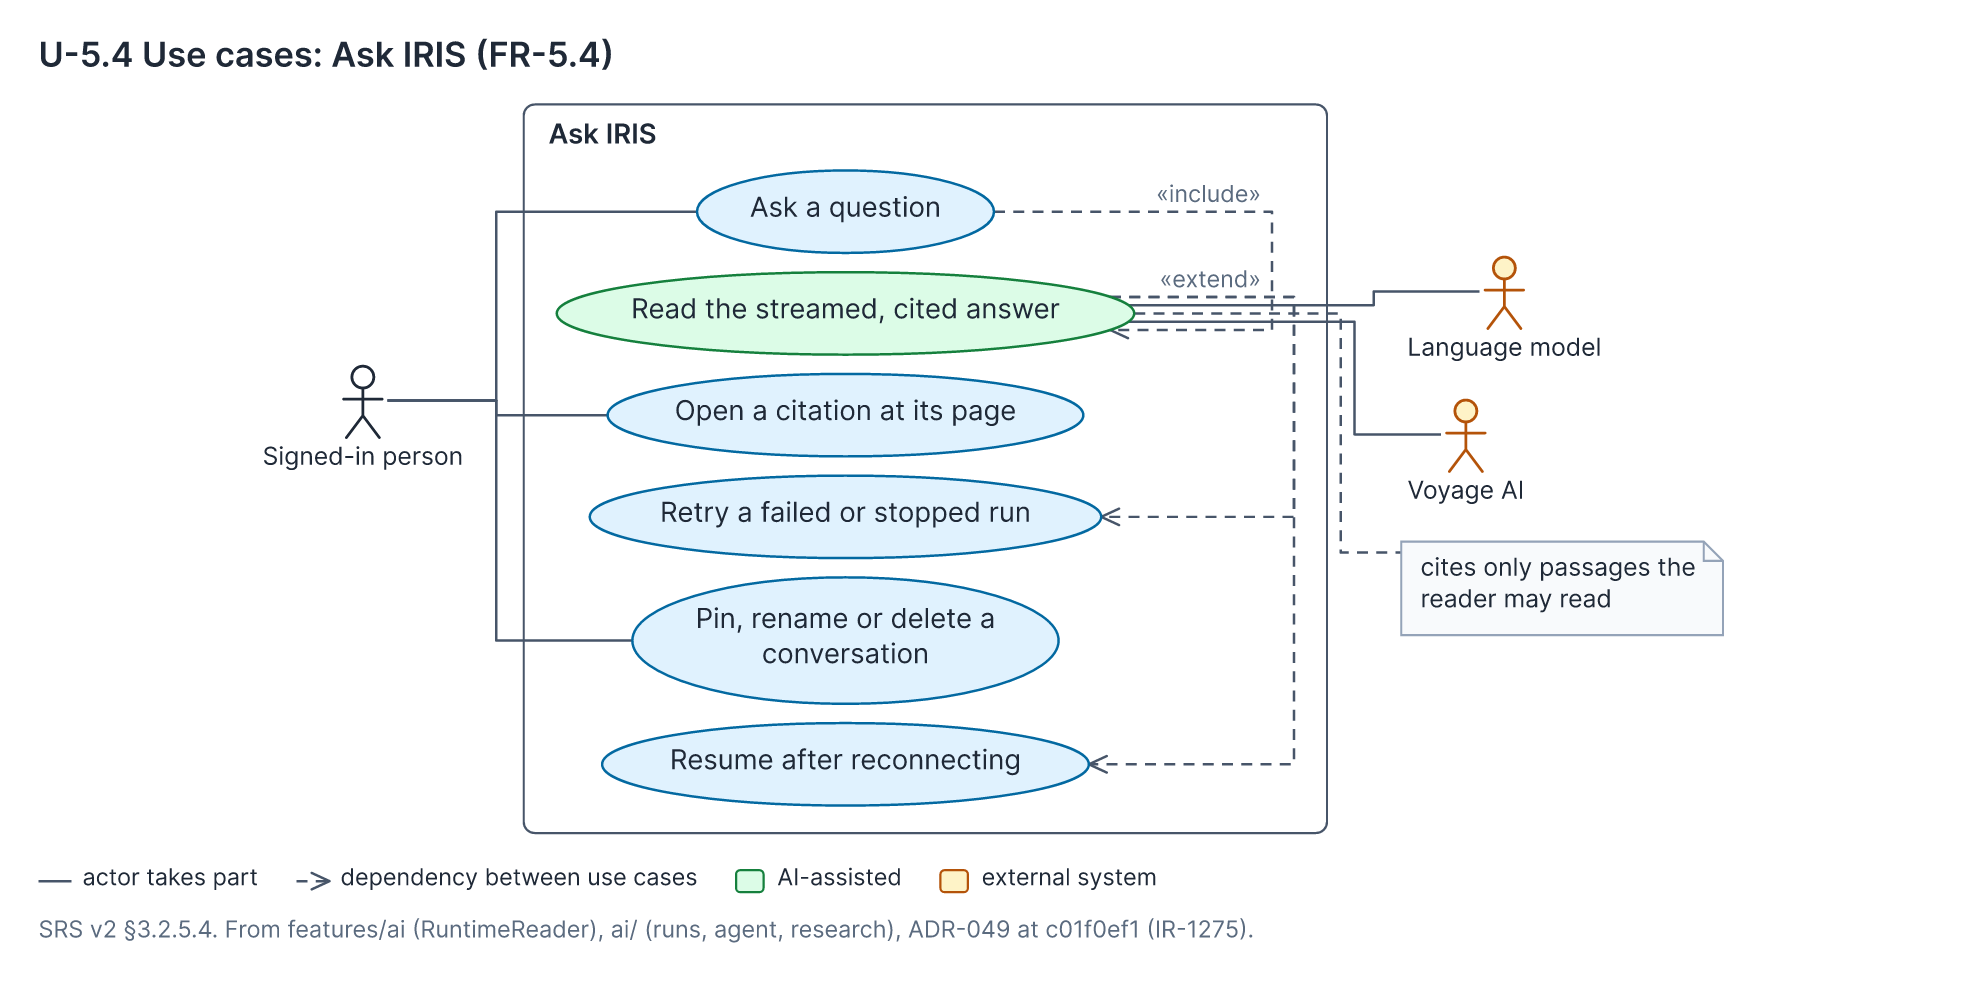 U-5.4 Use cases: Ask IRIS (FR-5.4)
Ask IRIS
Ask a question
«include»
«extend»
Read the streamed, cited answer
Language model
Open a citation at its page
Signed-in person
Voyage AI
Retry a failed or stopped run
cites only passages the
reader may read
Pin, rename or delete a
conversation
Resume after reconnecting
actor takes part
dependency between use cases
AI-assisted
external system
SRS v2 §3.2.5.4. From features/ai (RuntimeReader), ai/ (runs, agent, research), ADR-049 at c01f0ef1 (IR-1275).